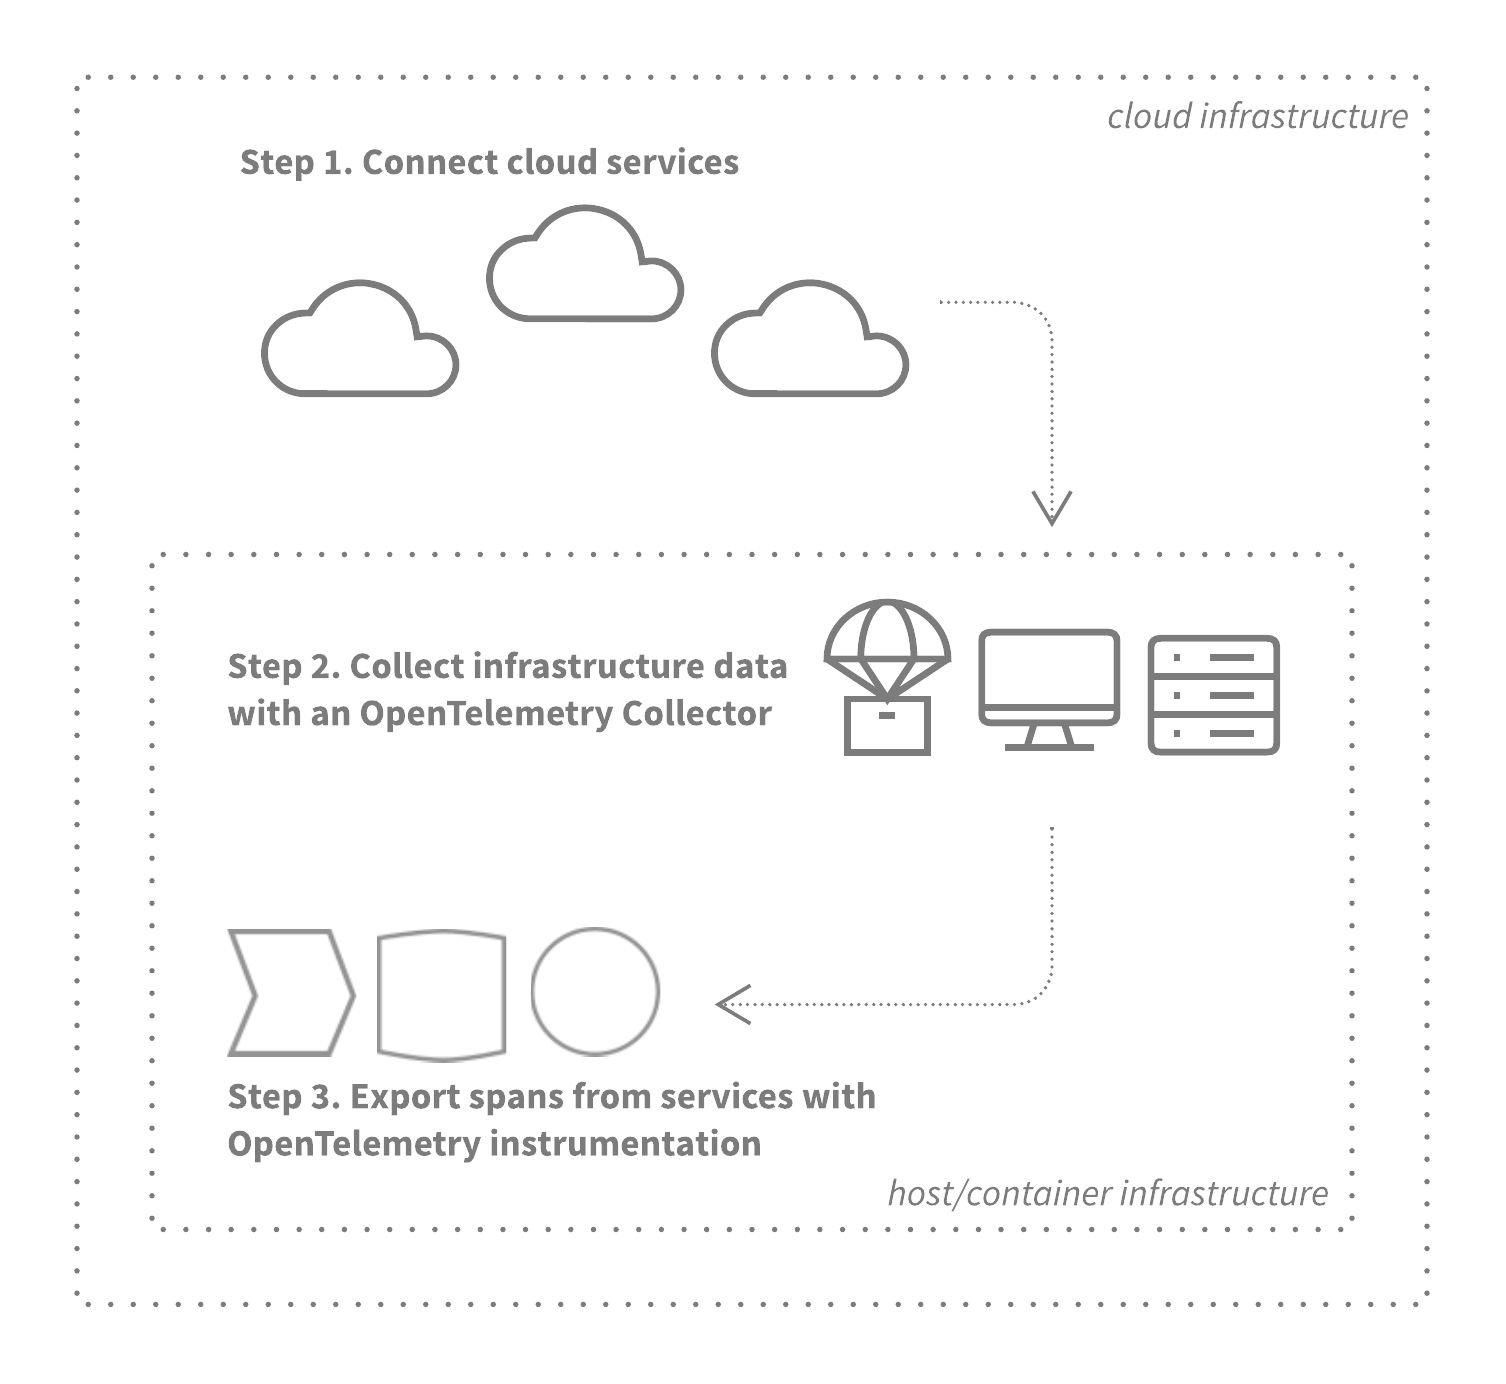 cloud infrastructure
Step 1. Connect cloud services
Step 2. Collect infrastructure data
with an OpenTelemetry Collector
Step 3. Export spans from services with
OpenTelemetry instrumentation
host/container infrastructure